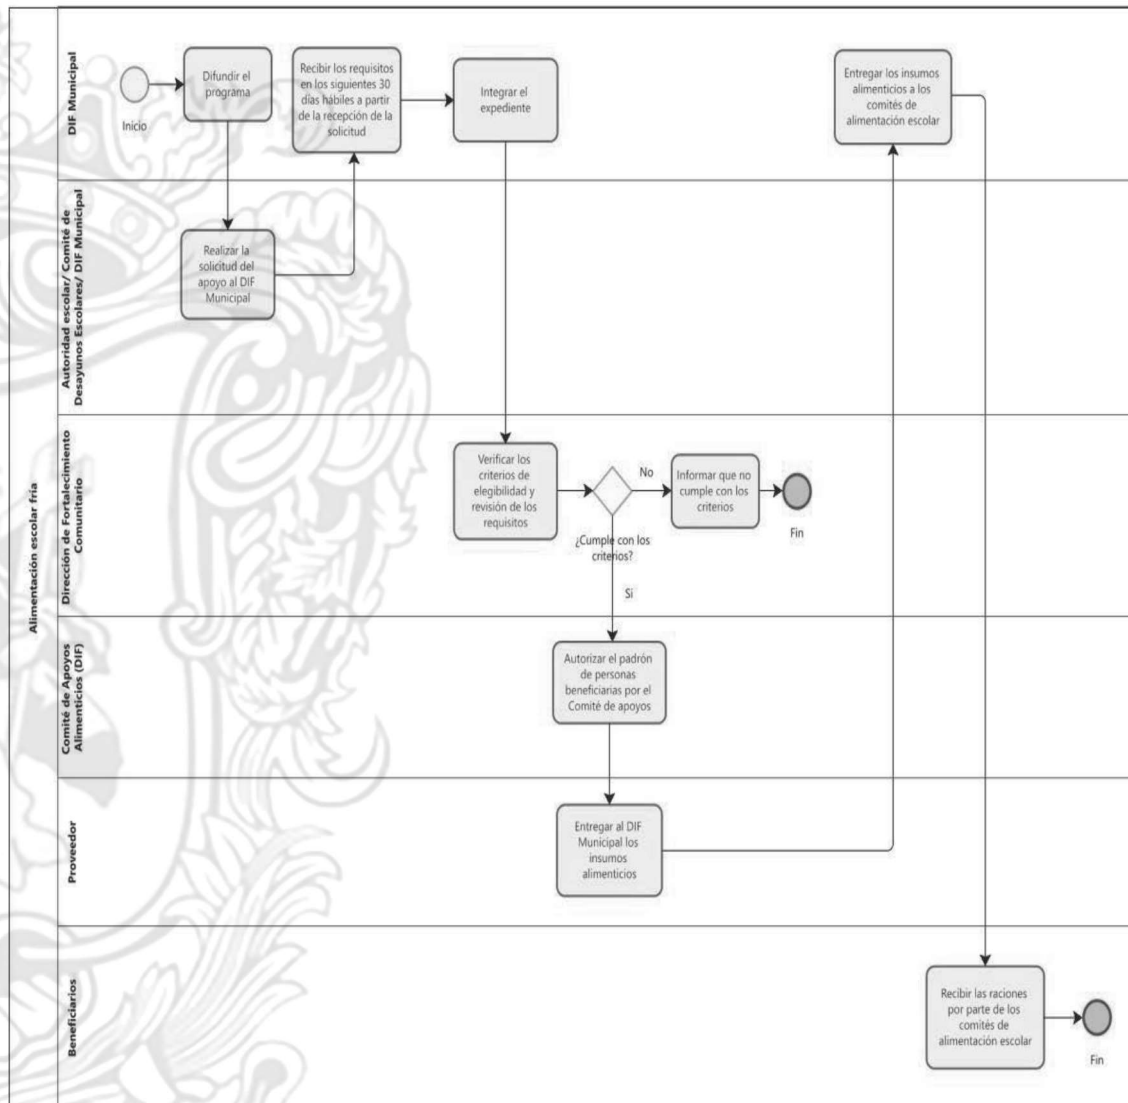 Alimentación escolar fría
DIF Municipal
Inicio
Difundir el
programa
Recibir los requisitos
en los siguientes 30
días hábiles a partir
de la recepción de la
solicitud
Integrar el
expediente
Entregar los insumos
alimenticios a los
comités de
alimentación escolar
Autoridad escolar/ Comité de
Desayunos Escolares/ DIF Municipal
Realizar la
solicitud del
apoyo al DIF
Municipal
Dirección de Fortalecimiento
Comunitario
Verificar los
criterios de
elegibilidad y
revisión de los
requisitos
¿Cumple con los
criterios?
No
Informar que no
cumple con los
criterios
Fin
Si
Comité de Apoyos
Alimenticios (DIF)
Autorizar el padrón
de personas
beneficiarias por el
Comité de apoyos
Proveedor
Entregar al DIF
Municipal los
insumos
alimenticios
Beneficiarios
Recibir las raciones
por parte de los
comités de
alimentación escolar
Fin